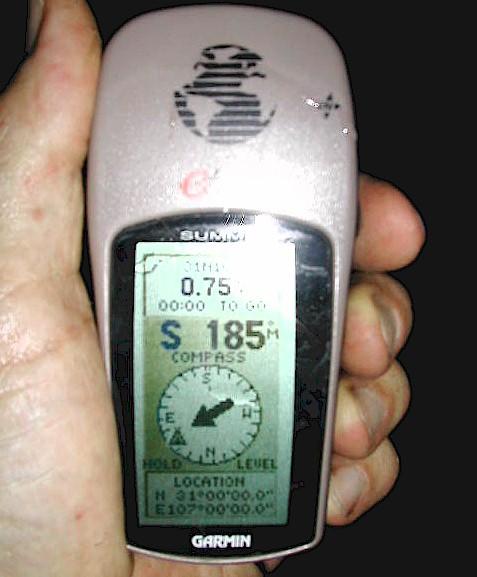 31N1
0.75
00:00 TO GO
S 185°M
COMPASS
S
E W
N
HOLD LEVEL
LOCATION
N 31°00'00.0"
E107°00'00.0"
GARMIN